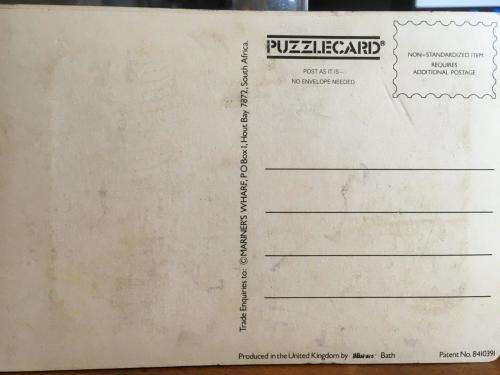 PUZZLECARD®
POST AS IT IS –
NO ENVELOPE NEEDED
NON-STANDARDIZED ITEM
REQUIRES
ADDITIONAL POSTAGE
Trade Enquiries to: © MARINER'S WHARF, P O Box 1, Hout Bay 7872, South Africa.
Produced in the United Kingdom by
Bath
Patent No. 8410391